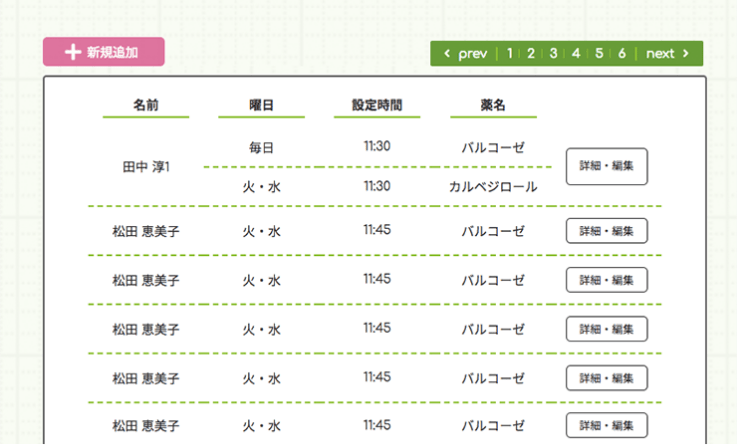 新規追加
‹ prev | 1 | 2 | 3 | 4 | 5 | 6 | next ›
名前 曜日 設定時間 薬名
田中 淳1 毎日 11:30 バルコーゼ 詳細・編集
火・水 11:30 カルベジロール
松田 恵美子 火・水 11:45 バルコーゼ 詳細・編集
松田 恵美子 火・水 11:45 バルコーゼ 詳細・編集
松田 恵美子 火・水 11:45 バルコーゼ 詳細・編集
松田 恵美子 火・水 11:45 バルコーゼ 詳細・編集
松田 恵美子 火・水 11:45 バルコーゼ 詳細・編集